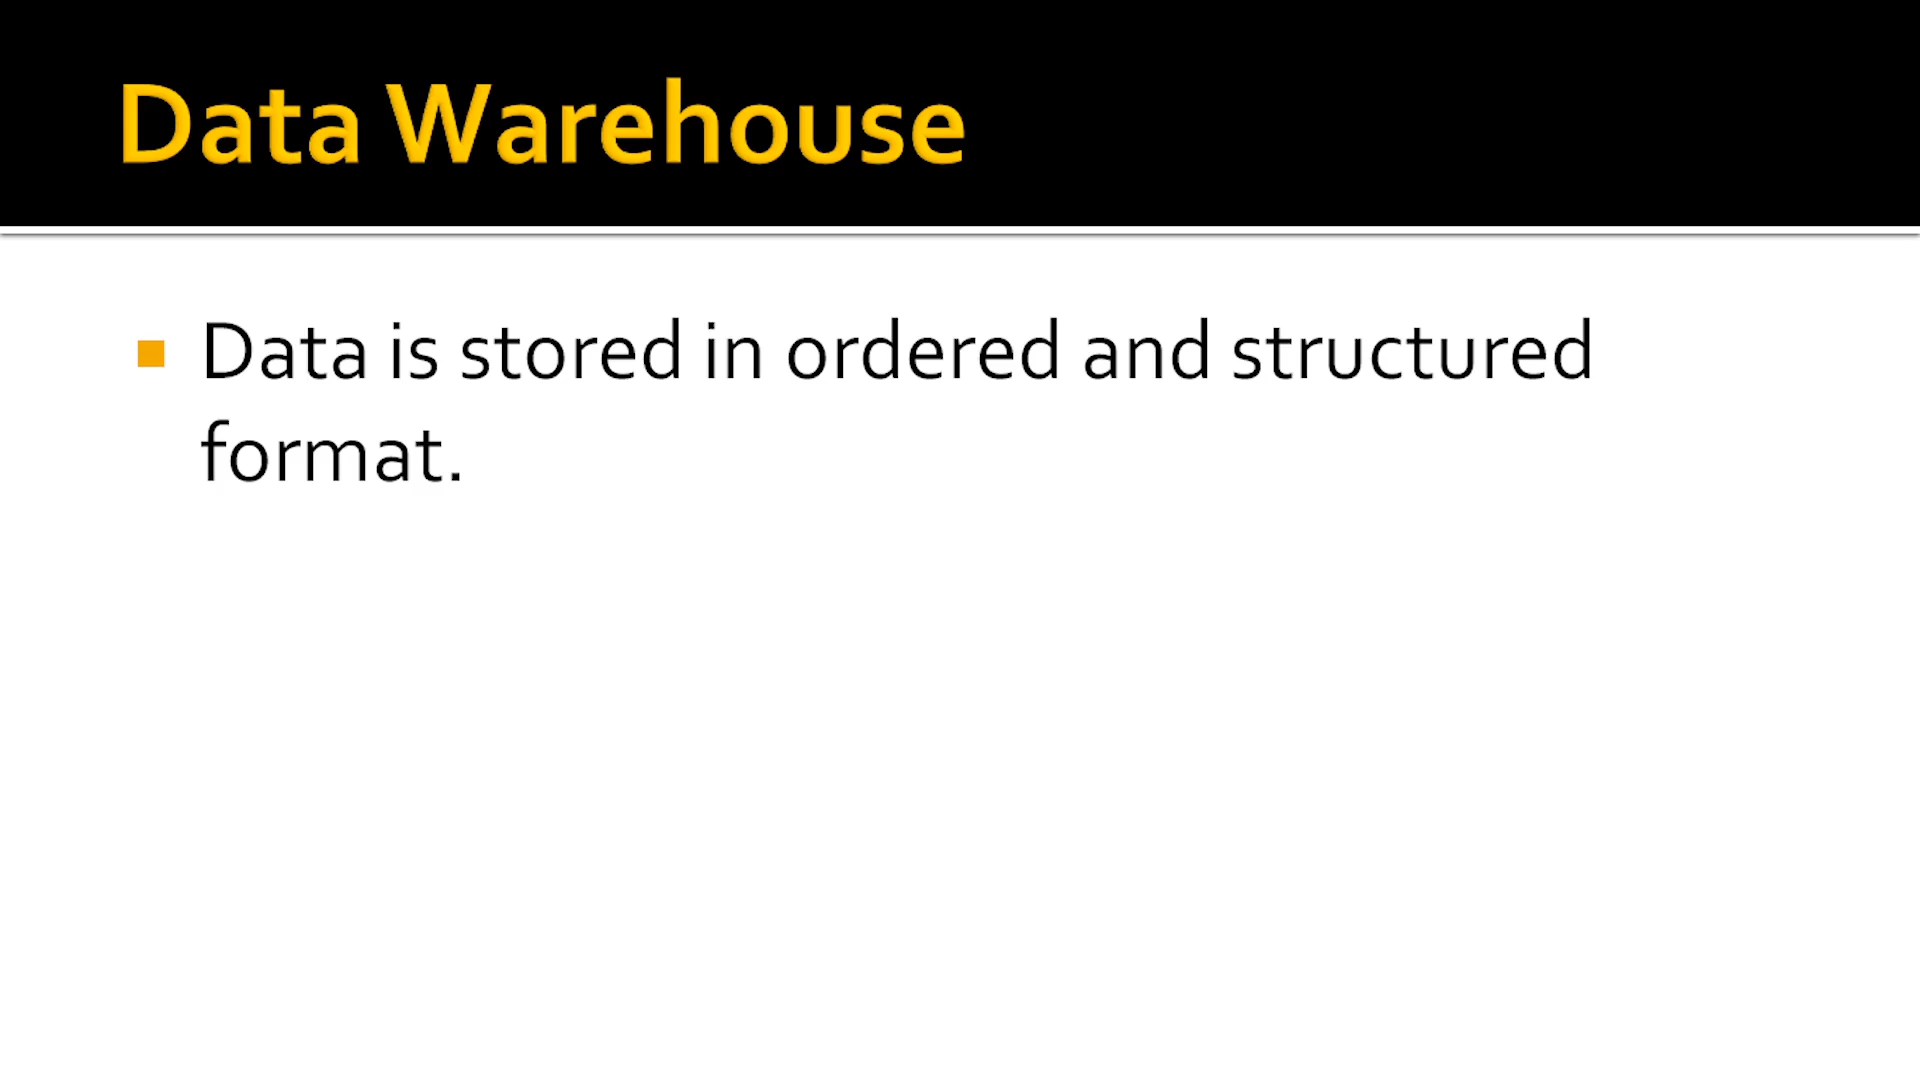 Data Warehouse
Data is stored in ordered and structured
format.